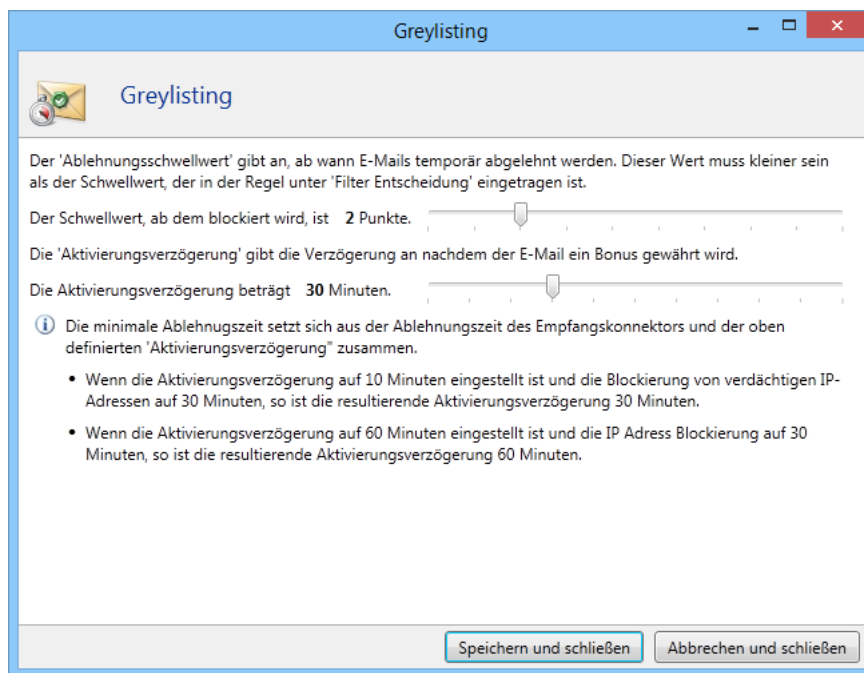 Greylisting
Greylisting
Der 'Ablehnungsschwellwert' gibt an, ab wann E-Mails temporär abgelehnt werden. Dieser Wert muss kleiner sein
als der Schwellwert, der in der Regel unter 'Filter Entscheidung' eingetragen ist.
Der Schwellwert, ab dem blockiert wird, ist 2 Punkte.
Die 'Aktivierungsverzögerung' gibt die Verzögerung an nachdem der E-Mail ein Bonus gewährt wird.
Die Aktivierungsverzögerung beträgt 30 Minuten.
Die minimale Ablehnugszeit setzt sich aus der Ablehnungszeit des Empfangskonnektors und der oben
definierten 'Aktivierungsverzögerung" zusammen.
• Wenn die Aktivierungsverzögerung auf 10 Minuten eingestellt ist und die Blockierung von verdächtigen IP-
Adressen auf 30 Minuten, so ist die resultierende Aktivierungsverzögerung 30 Minuten.
• Wenn die Aktivierungsverzögerung auf 60 Minuten eingestellt ist und die IP Adress Blockierung auf 30
Minuten, so ist die resultierende Aktivierungsverzögerung 60 Minuten.
Speichern und schließen Abbrechen und schließen